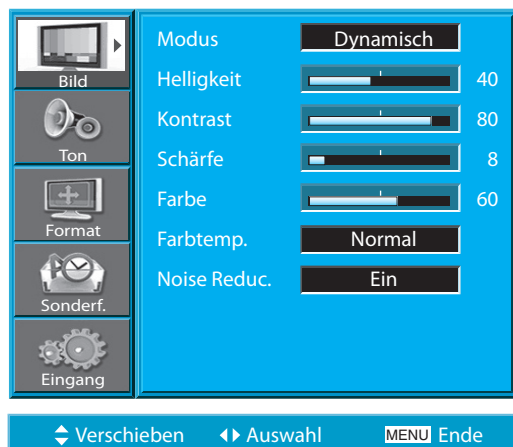 Bild
Ton
Format
Sonderf.
Eingang
Modus Dynamisch
Helligkeit 40
Kontrast 80
Schärfe 8
Farbe 60
Farbtemp. Normal
Noise Reduc. Ein
Verschieben Auswahl MENU Ende